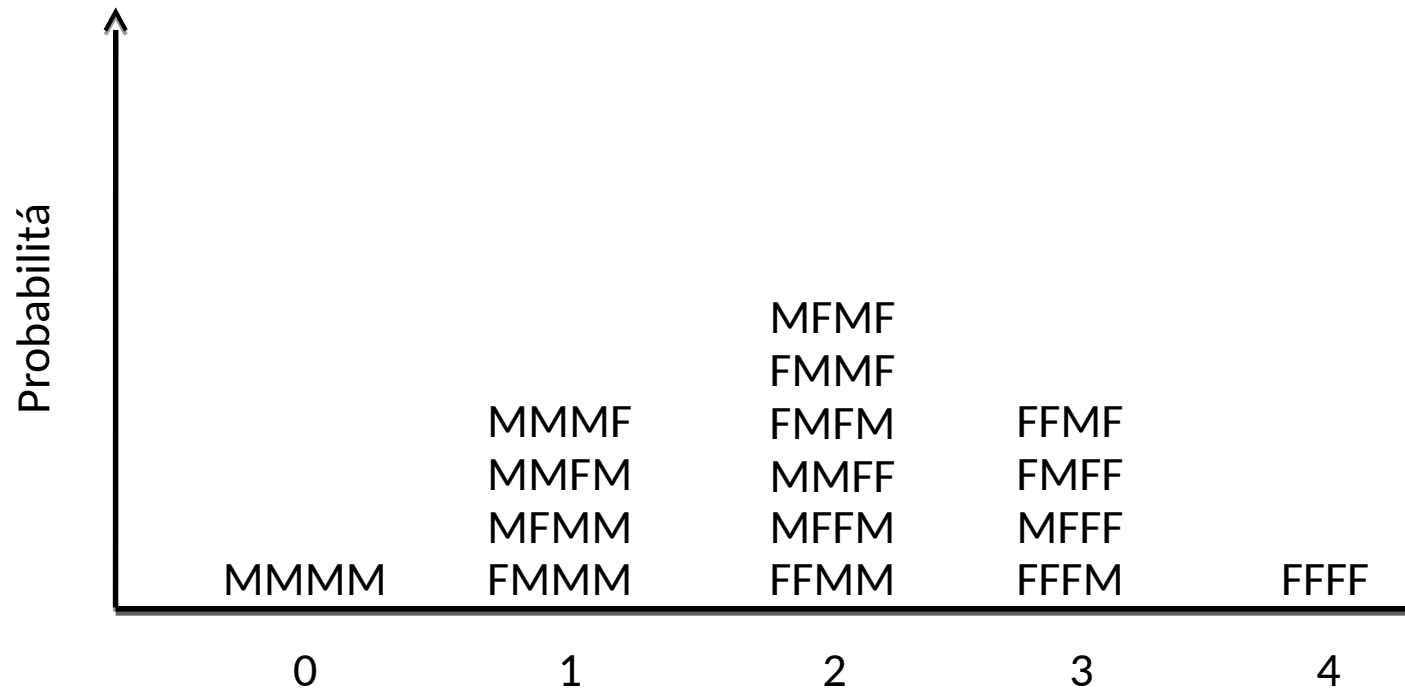 Probabilitá
MFMF
FMMF
MMMF FMFM FFMF
MMFM MMFF FMFF
MFMM MFFM MFFF
MMMM FMMM FFMM FFFM FFFF
0 1 2 3 4